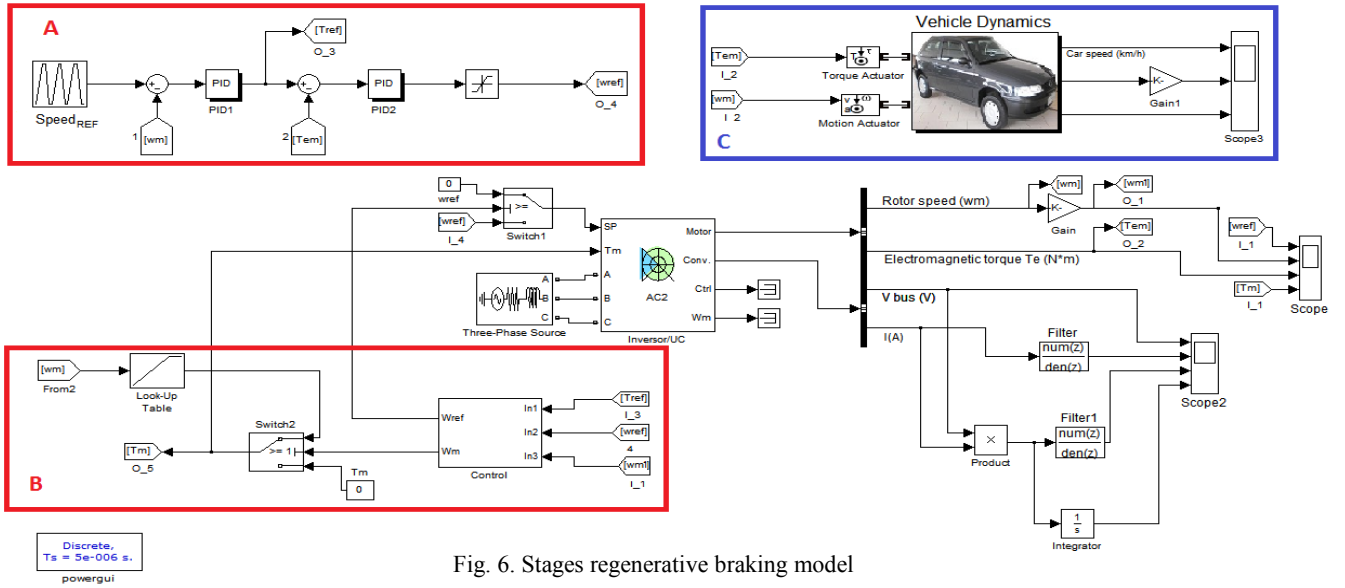 A
[Tref]
O_3
PID
PID1
PID
PID2
[wref]
O_4
Speed REF
1
[wm]
2
[Tem]
Vehicle Dynamics
[Tem]
I_2
Torque Actuator
[wm]
I 2
Motion Actuator
Car speed (km/h)
K-
Gain1
Scope3
C
0
wref
>=
[wref]
I_4
Switch1
SP
Tm
A
B
C
Motor
Conv.
Ctrl
Wm
AC2
Inversor/UC
A
B
C
Three-Phase Source
Rotor speed (wm)
[wm]
K-
Gain
[wm1]
O_1
[Tem]
O_2
Electromagnetic torque Te (N*m)
V bus (V)
I(A)
[wref]
I_1
[Tm]
I_1
Scope
Filter
num(z)
den(z)
Scope2
Filter1
num(z)
den(z)
×
Product
1
s
Integrator
[wm]
From2
Look-Up
Table
Switch2
>= 1
[Tm]
O_5
Tm
0
Wref
Wm
In1
In2
In3
Control
[Tref]
I_3
[wref]
4
[wm1]
I_1
B
Discrete,
Ts = 5e-006 s.
powergui
Fig. 6. Stages regenerative braking model